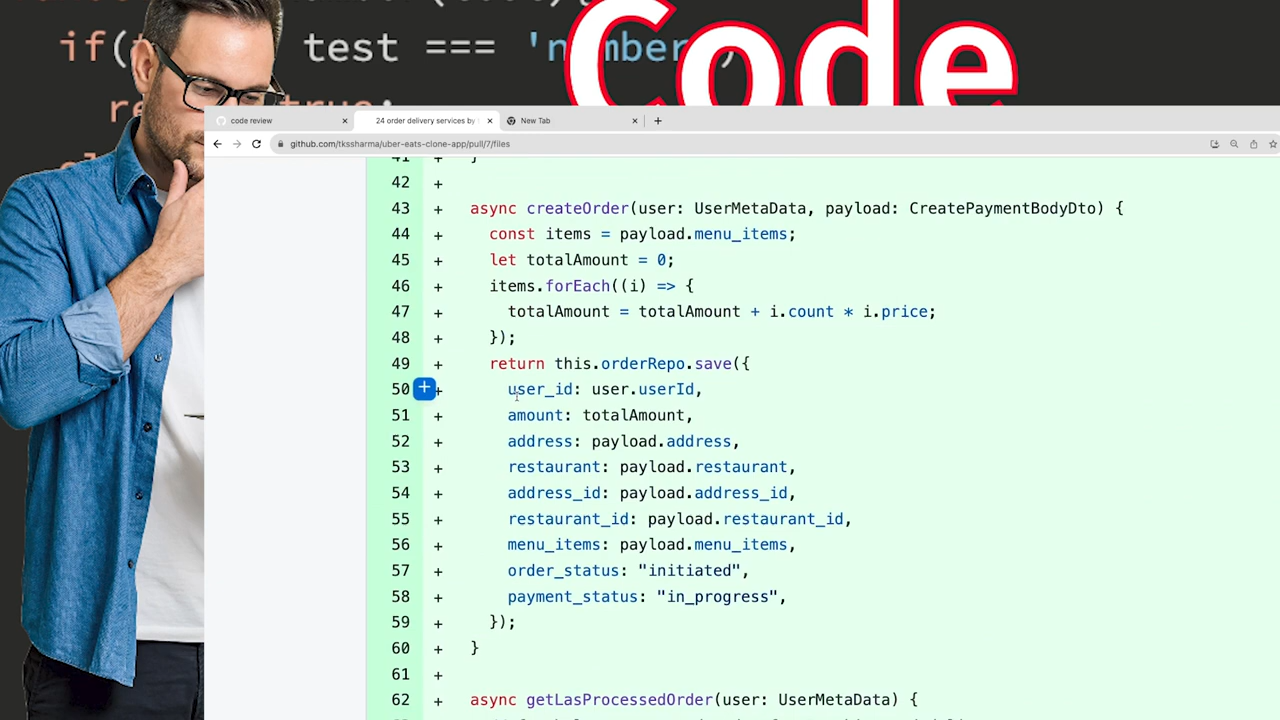 Code
if( test === 'number
re true;
code review
24 order delivery services by
New Tab
github.com/tkssharma/uber-eats-clone-app/pull/7/files
41 + }
42 +
43 + async createOrder(user: UserMetaData, payload: CreatePaymentBodyDto) {
44 + const items = payload.menu_items;
45 + let totalAmount = 0;
46 + items.forEach((i) => {
47 + totalAmount = totalAmount + i.count * i.price;
48 + });
49 + return this.orderRepo.save({
50 + user_id: user.userId,
51 + amount: totalAmount,
52 + address: payload.address,
53 + restaurant: payload.restaurant,
54 + address_id: payload.address_id,
55 + restaurant_id: payload.restaurant_id,
56 + menu_items: payload.menu_items,
57 + order_status: "initiated",
58 + payment_status: "in_progress",
59 + });
60 + }
61 +
62 + async getLasProcessedOrder(user: UserMetaData) {